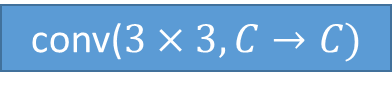 conv(3 × 3, C → C)